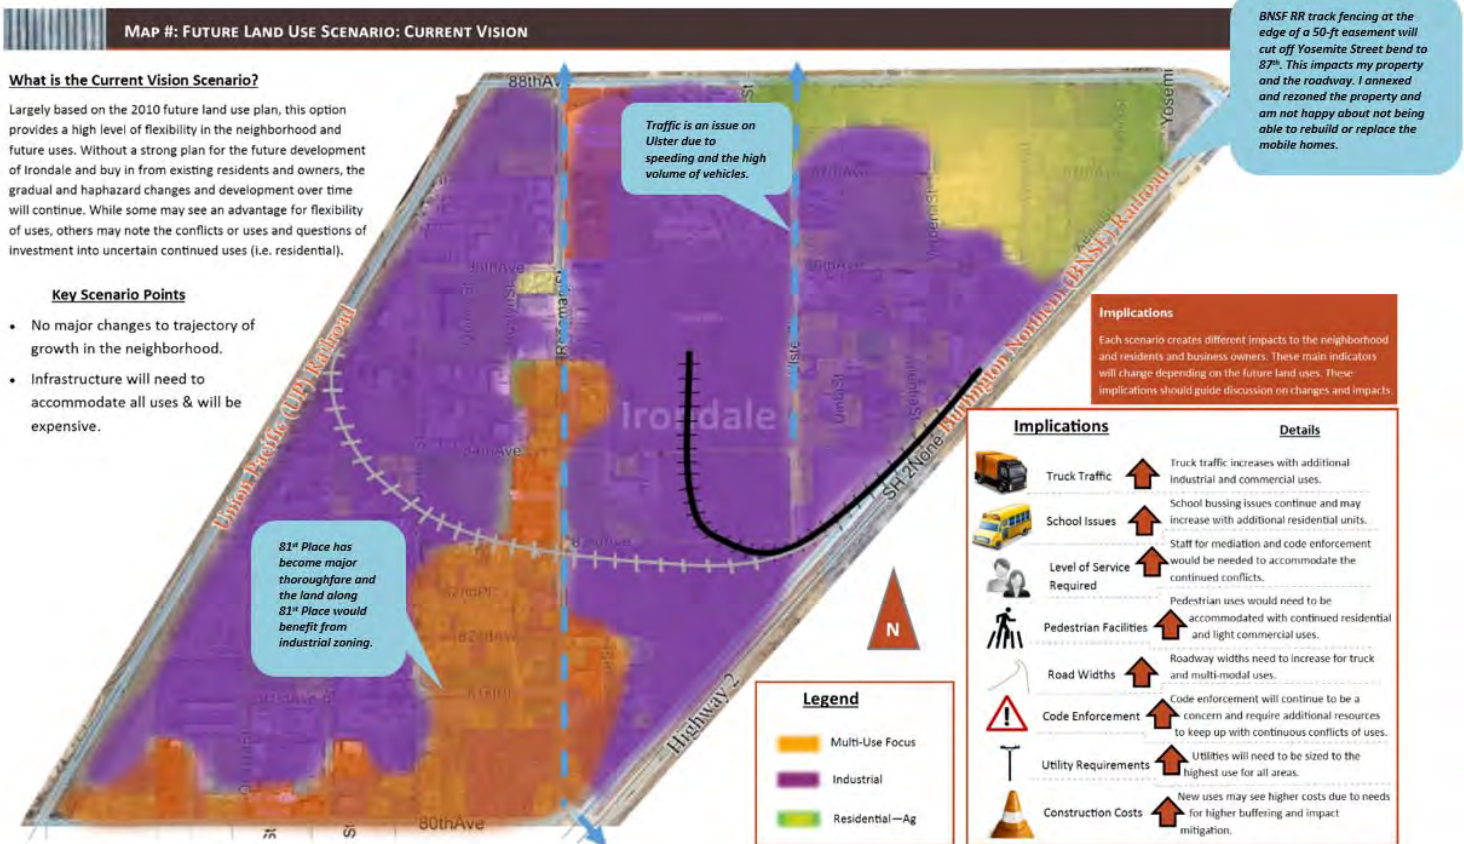 MAP #: FUTURE LAND USE SCENARIO: CURRENT VISION
What is the Current Vision Scenario?
Largely based on the 2010 future land use plan, this option
provides a high level of flexibility in the neighborhood and
future uses. Without a strong plan for the future development
of Irondale and buy in from existing residents and owners, the
gradual and haphazard changes and development over time
will continue. While some may see an advantage for flexibility
of uses, others may note the conflicts or uses and questions of
investment into uncertain continued uses (i.e. residential).
Key Scenario Points
• No major changes to trajectory of
growth in the neighborhood.
• Infrastructure will need to
accommodate all uses & will be
expensive.
BNSF RR track fencing at the
edge of a 50-ft easement will
cut off Yosemite Street bend to
87th. This impacts my property
and the roadway. I annexed
and rezoned the property and
am not happy about not being
able to rebuild or replace the
mobile homes.
Traffic is an issue on
Ulster due to
speeding and the high
volume of vehicles.
81st Place has
become major
thoroughfare and
the land along
81st Place would
benefit from
industrial zoning.
88thAv
Yosemi
Union Pacific (UP) Railroad
Burlington Northern (BNSF) Railroad
Irondale
SH 2None
Highway 2
80thAve
St
St
N
Legend
Multi-Use Focus
Industrial
Residential—Ag
Implications
Each scenario creates different impacts to the neighborhood
and residents and business owners. These main indicators
will change depending on the future land uses. These
implications should guide discussion on changes and impacts
Implications Details
Truck Traffic
Truck traffic increases with additional
industrial and commercial uses.
School Issues
School bussing issues continue and may
increase with additional residential units.
Level of Service
Required
Staff for mediation and code enforcement
would be needed to accommodate the
continued conflicts.
Pedestrian Facilities
Pedestrian uses would need to be
accommodated with continued residential
and light commercial uses.
Road Widths
Roadway widths need to increase for truck
and multi-modal uses.
Code Enforcement
Code enforcement will continue to be a
concern and require additional resources
to keep up with continuous conflicts of uses.
Utility Requirements
Utilities will need to be sized to the
highest use for all areas.
Construction Costs
New uses may see higher costs due to needs
for higher buffering and impact
mitigation.